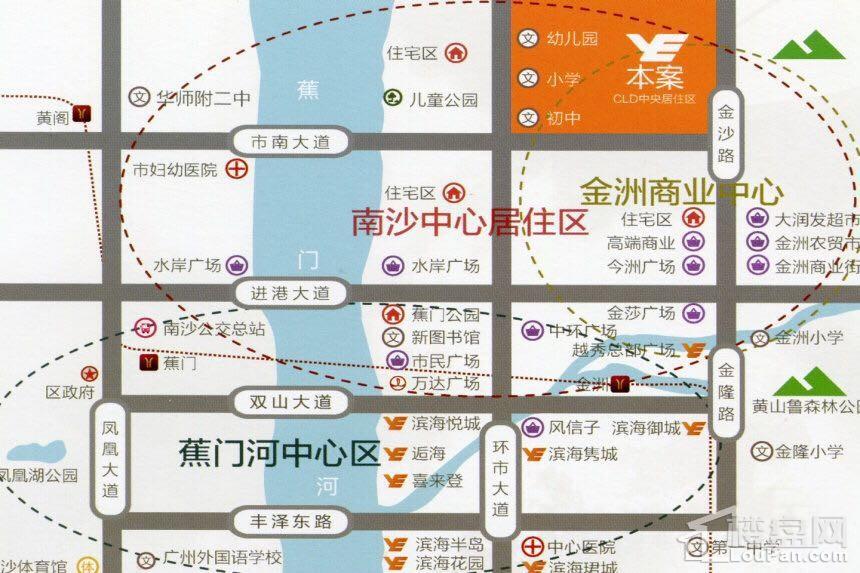 住宅区
文
幼儿园
YE
本案
CLD中央居住区
文
小学
文
初中
文
华师附二中
蕉
儿童公园
黄阁
金沙路
市南大道
市妇幼医院
住宅区
金洲商业中心
南沙中心居住区
住宅区
大润发超市
高端商业
金洲农贸市
水岸广场
门
水岸广场
今洲广场
金洲商业街
进港大道
蕉门公园
金莎广场
南沙公交总站
文
新图书馆
中环广场
文
金洲小学
蕉门
市民广场
越秀总部广场
区政府
万达广场
金洲
金隆路
双山大道
黄山鲁森林公
凤凰大道
滨海悦城
风信子
滨海御城
蕉门河中心区
环市大道
逅海
滨海隽城
文
金隆小学
凤凰湖公园
河
喜来登
丰泽东路
滨海半岛
中心医院
文
第一中学
沙体育馆
体
文
广州外国语学校
滨海花园
滨海珺城
楼盘网
LouPan.com